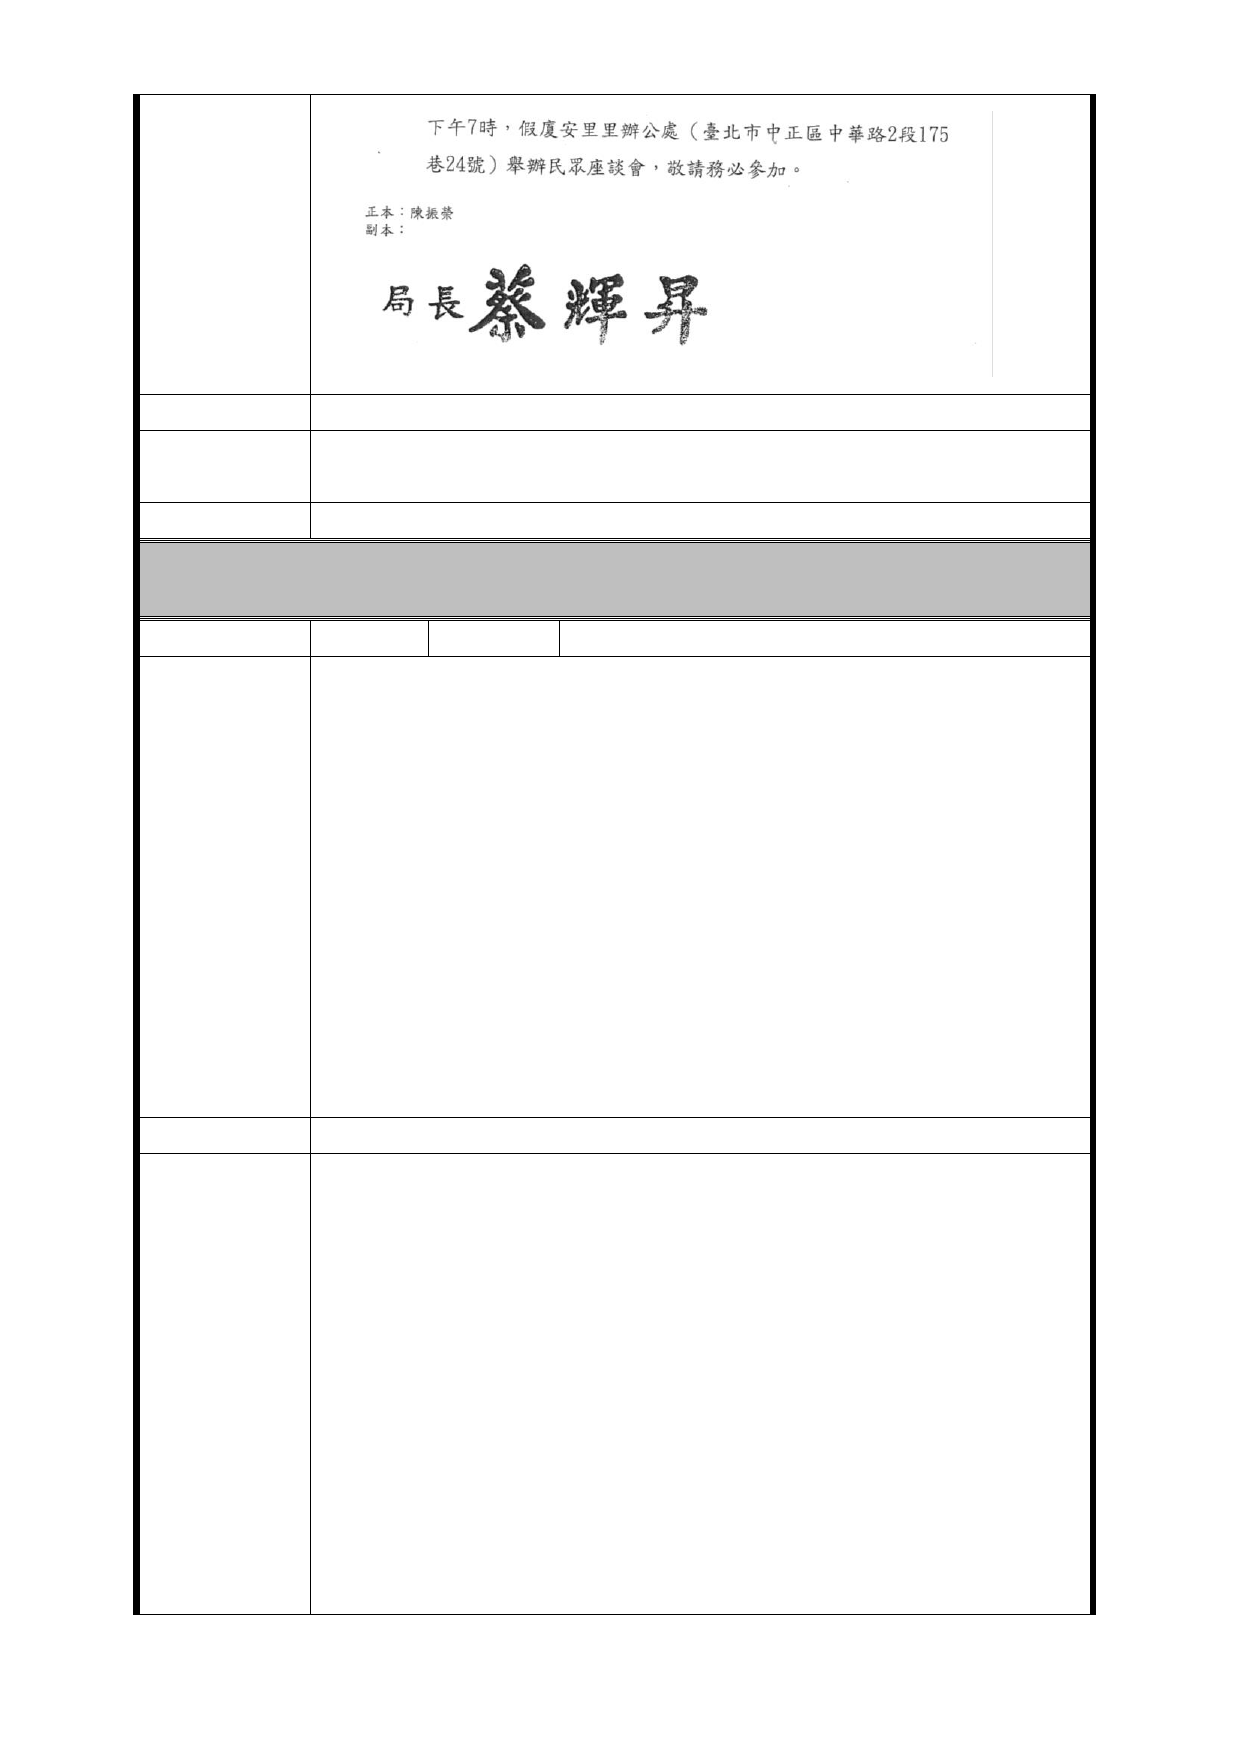 下午7時，假廈安里里辦公處（臺北市中正區中華路2段175
巷24號）舉辦民眾座談會，敬請務必參加。
正本：陳振榮
副本：
局長蔡輝昇